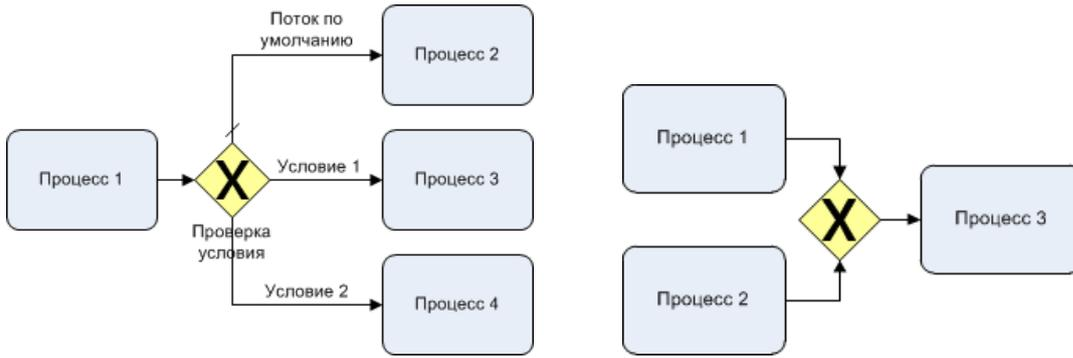 Поток по
умолчанию
Процесс 2
Процесс 1
X
Условие 1
Процесс 3
Проверка
условия
Условие 2
Процесс 4
Процесс 1
X
Процесс 3
Процесс 2